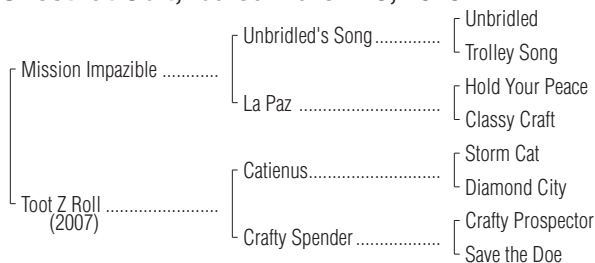 Unbridled
Unbridled's Song..............
Trolley Song
Mission Impazible ............
Hold Your Peace
La Paz ..............................
Classy Craft
Storm Cat
Catienus............................
Diamond City
Toot Z Roll ........................
(2007)
Crafty Prospector
Crafty Spender..................
Save the Doe